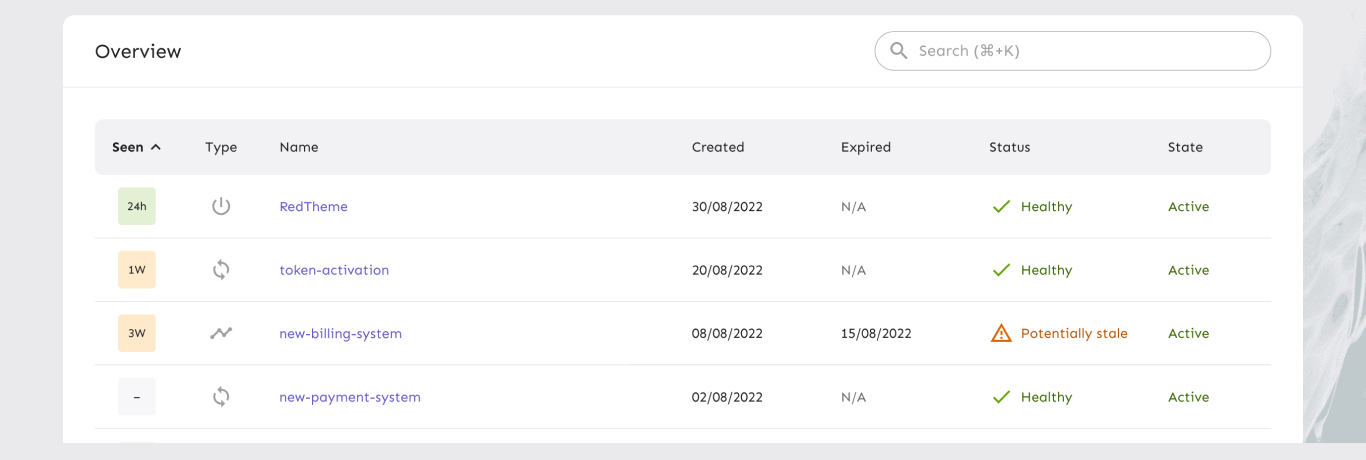 Overview
Search (⌘+K)
Seen Type Name Created Expired Status State
24h RedTheme 30/08/2022 N/A Healthy Active
1W token-activation 20/08/2022 N/A Healthy Active
3W new-billing-system 08/08/2022 15/08/2022 Potentially stale Active
– new-payment-system 02/08/2022 N/A Healthy Active